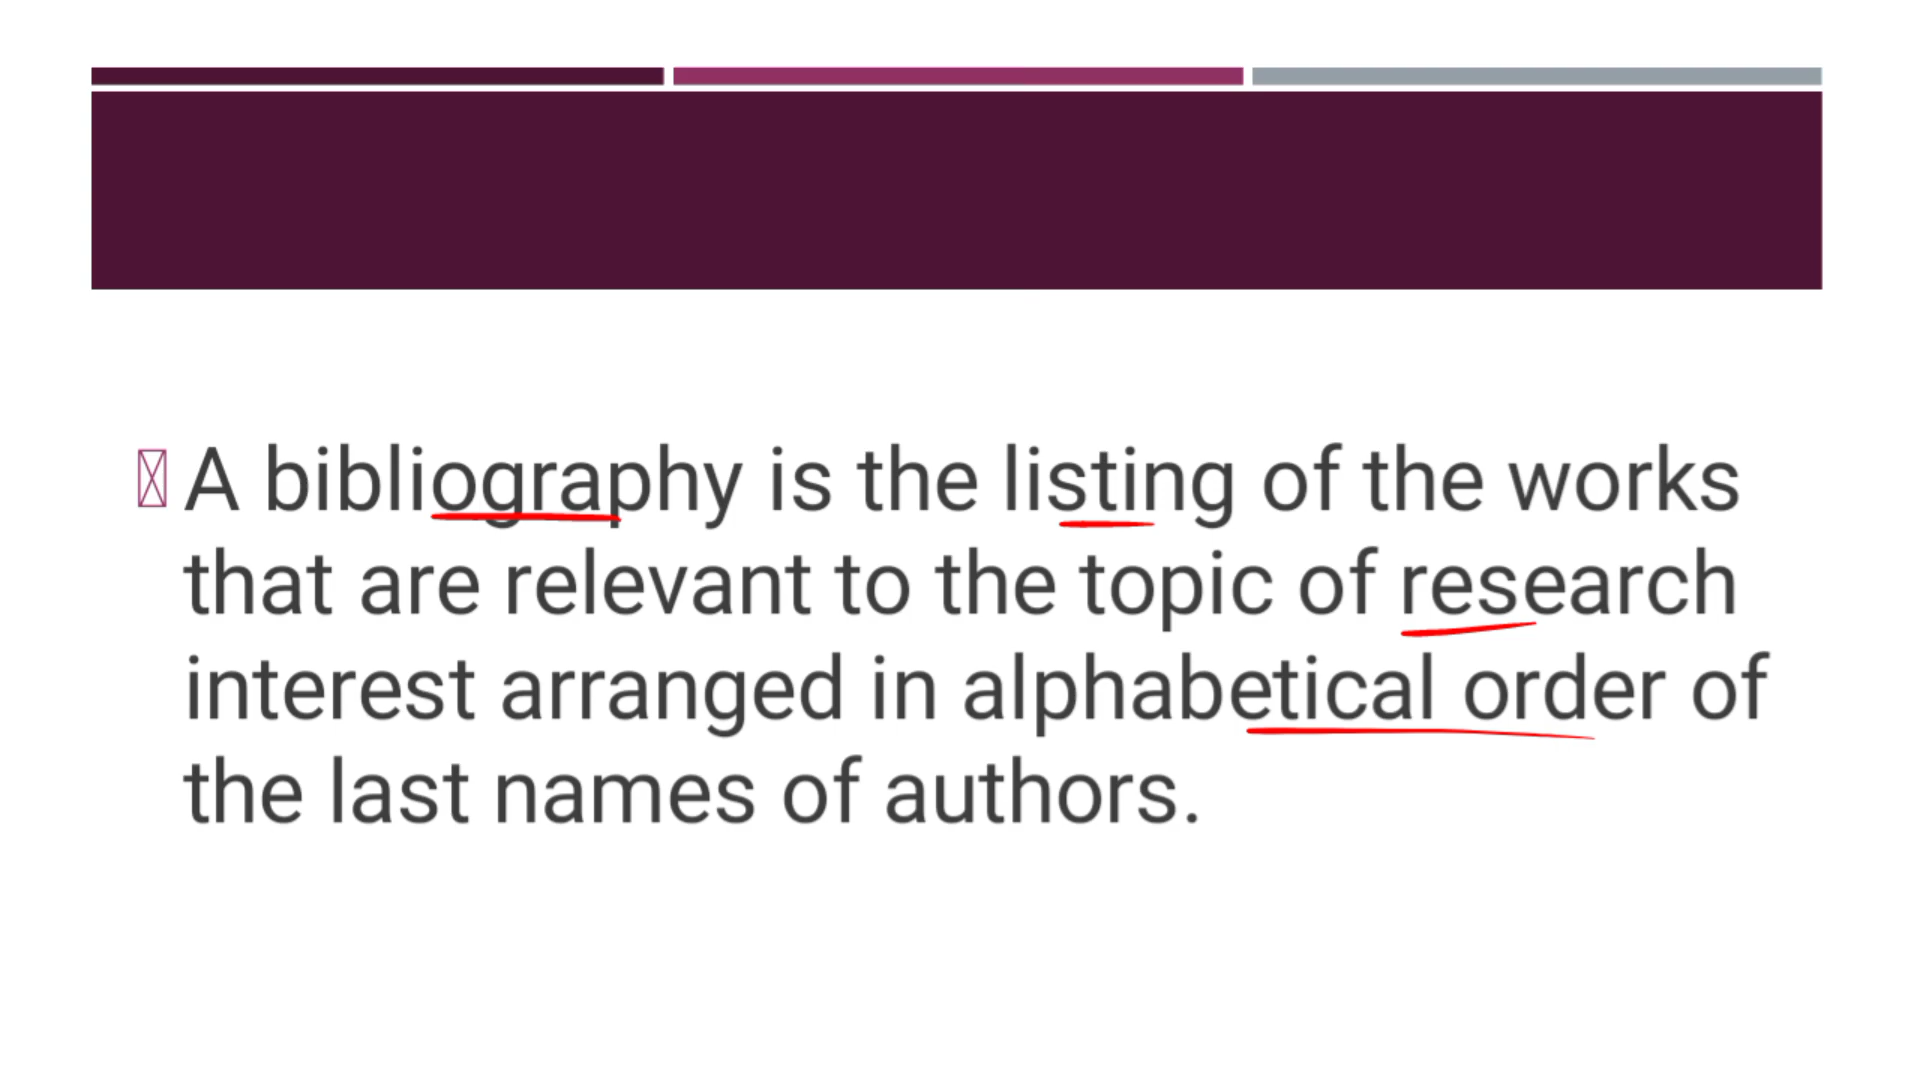 A bibliography is the listing of the works
that are relevant to the topic of research
interest arranged in alphabetical order of
the last names of authors.